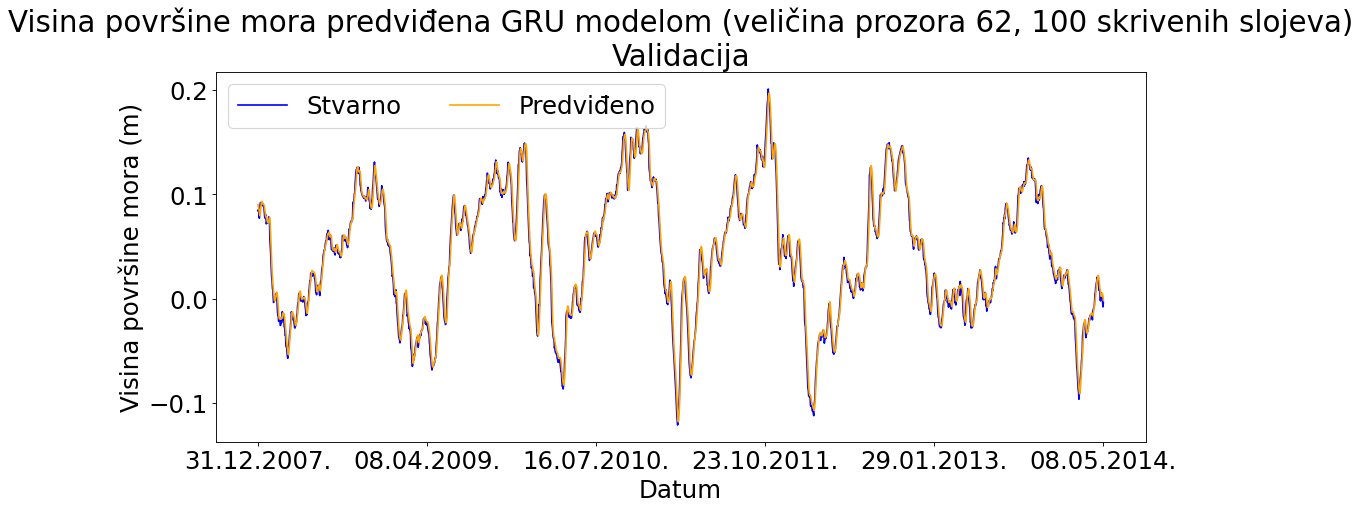 Visina površine mora predviđena GRU modelom (veličina prozora 62, 100 skrivenih slojeva)
Validacija
Stvarno
Predviđeno
Visina površine mora (m)
0.2
0.1
0.0
−0.1
31.12.2007.
08.04.2009.
16.07.2010.
23.10.2011.
29.01.2013.
08.05.2014.
Datum